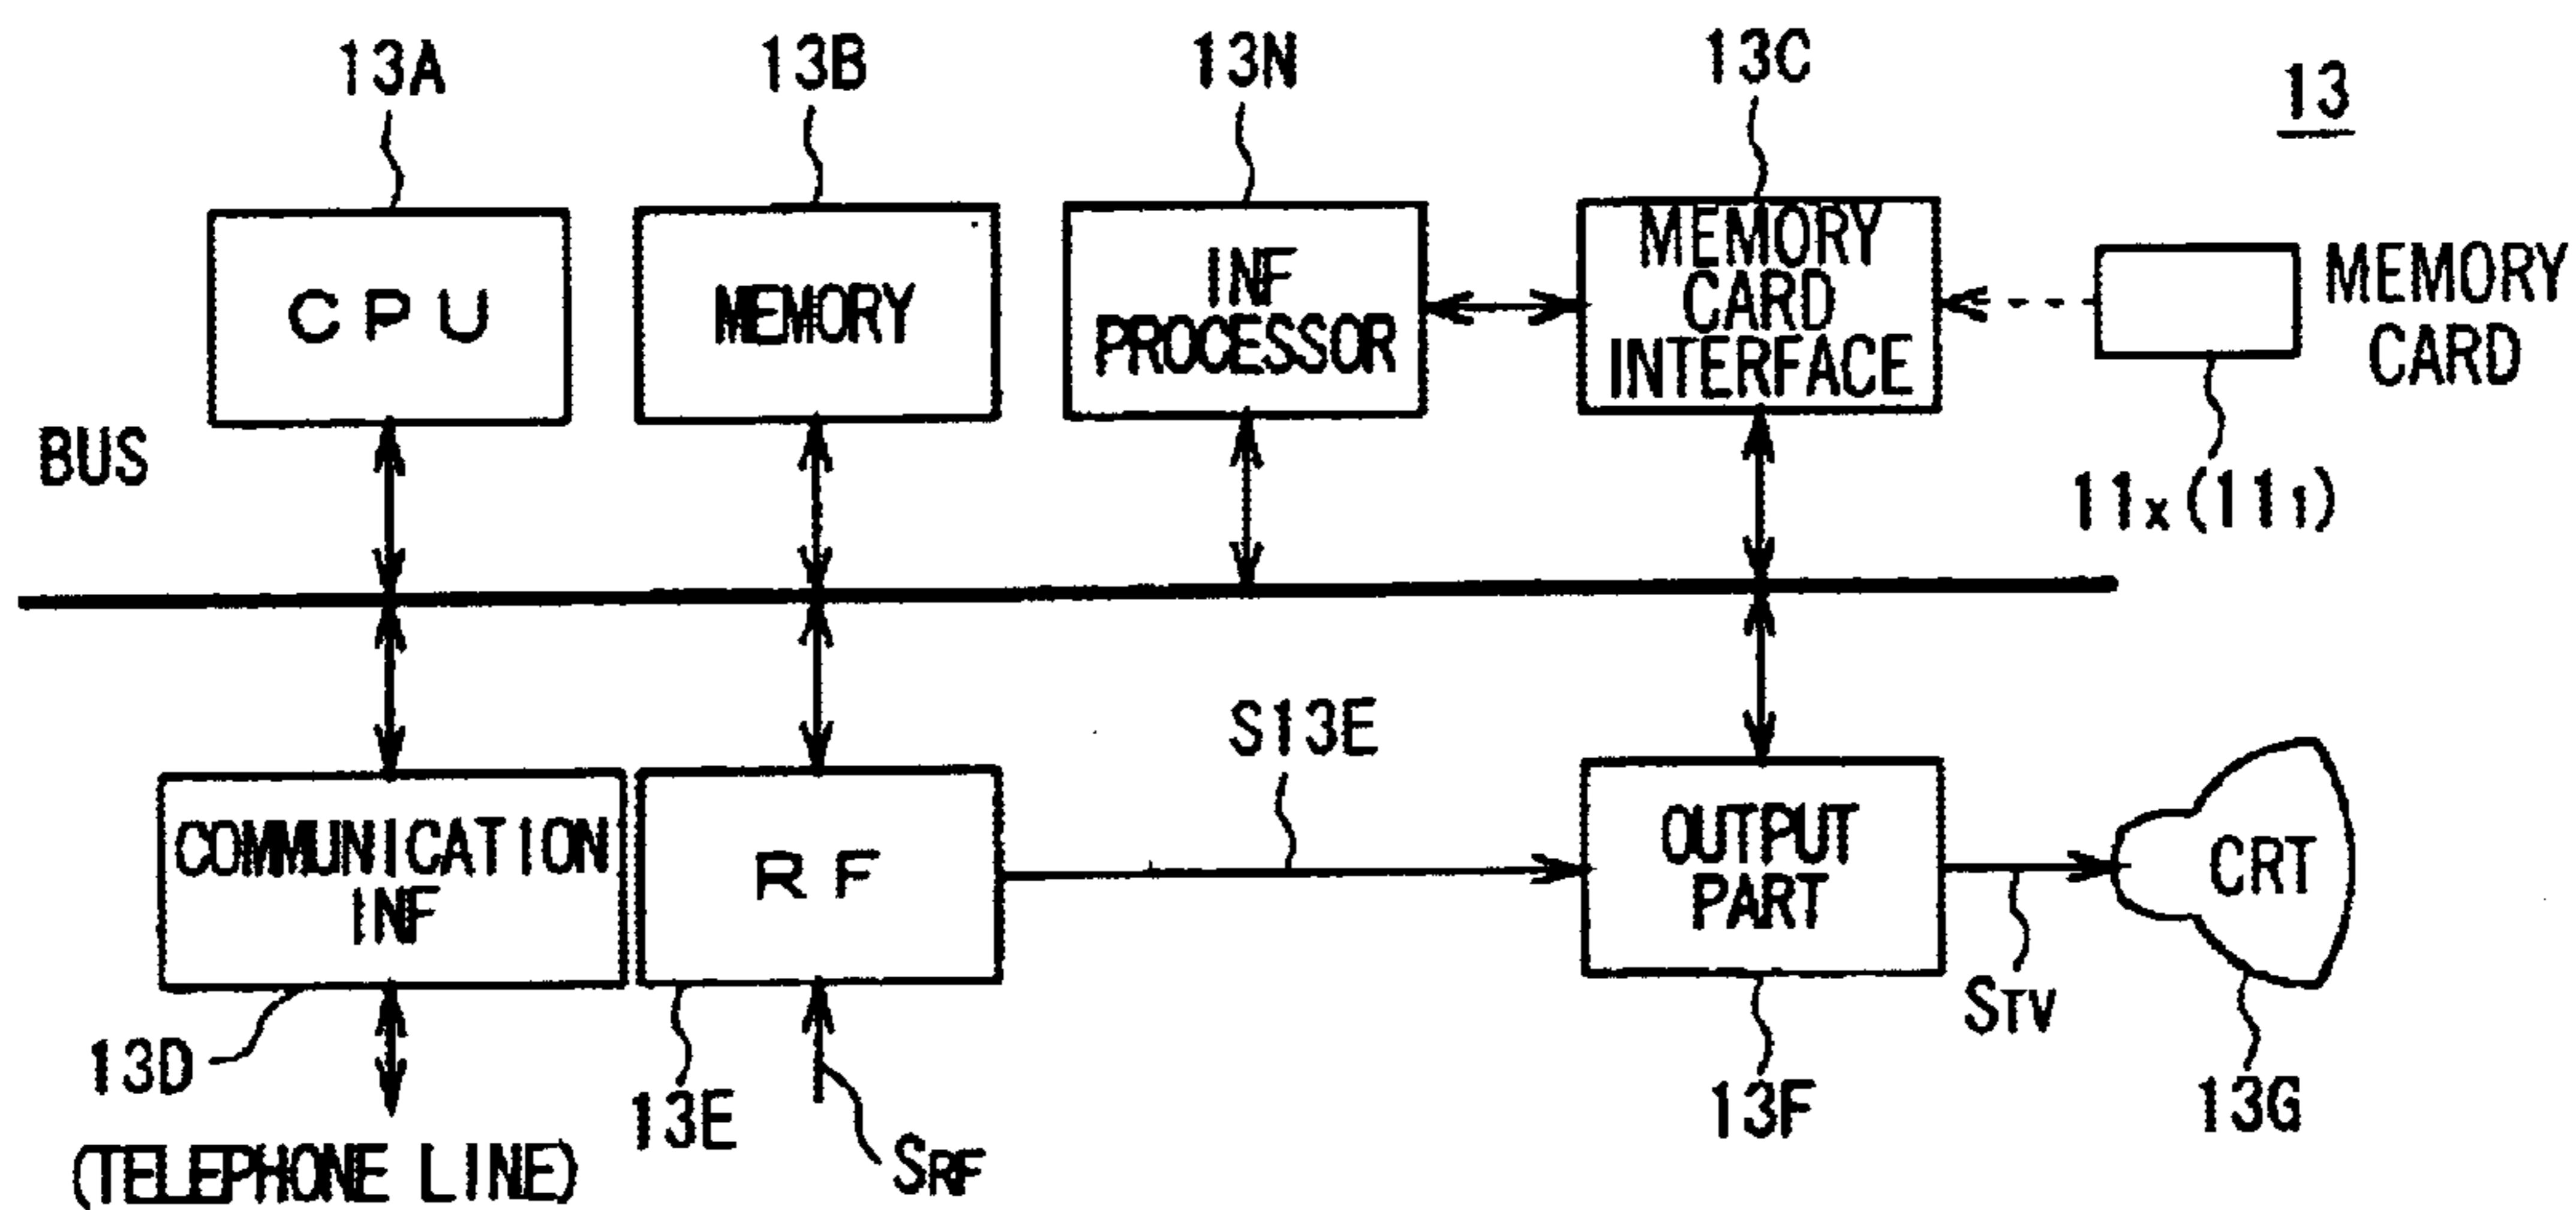 13A
13B
13N
13C
13
CPU
MEMORY
INF
PROCESSOR
MEMORY
CARD
INTERFACE
MEMORY
CARD
BUS
11x(111)
S13E
COMMUNICATION
INF
RF
OUTPUT
PART
CRT
STV
13D
13E
SRF
13F
13G
(TELEPHONE LINE)